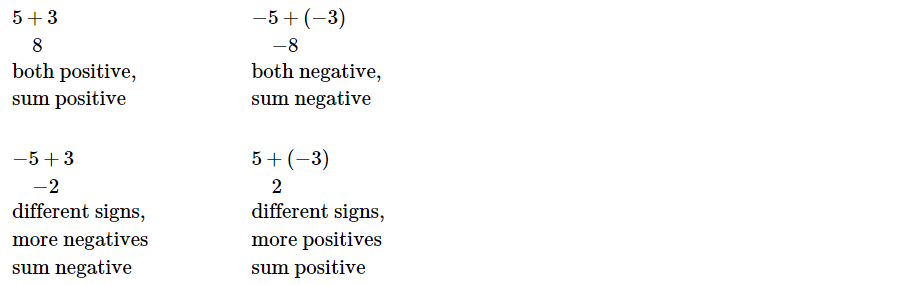 5 + 3
8
both positive,
sum positive
−5 + (−3)
−8
both negative,
sum negative
−5 + 3
−2
different signs,
more negatives
sum negative
5 + (−3)
2
different signs,
more positives
sum positive